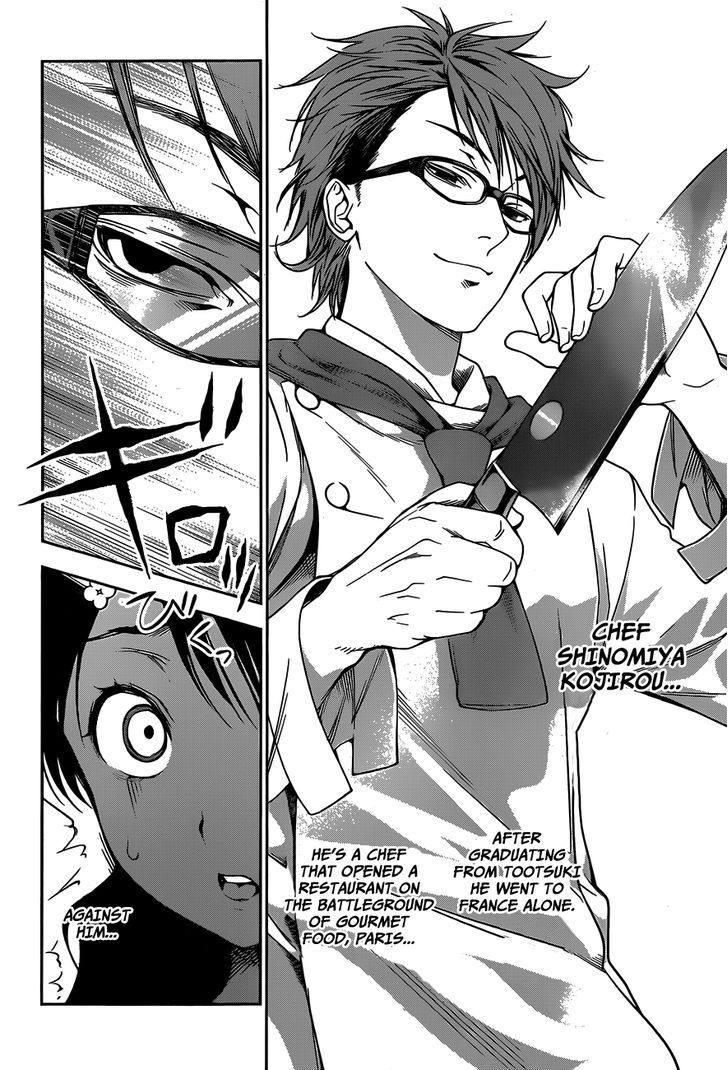 CHEF
SHINOMIYA
KOJIROU...
AFTER
GRADUATING
FROM TOOTSUKI
HE WENT TO
FRANCE ALONE.
HE'S A CHEF
THAT OPENED A
RESTAURANT ON
THE BATTLEGROUND
OF GOURMET
FOOD, PARIS...
ギロッ
びくっ
AGAINST
HIM...